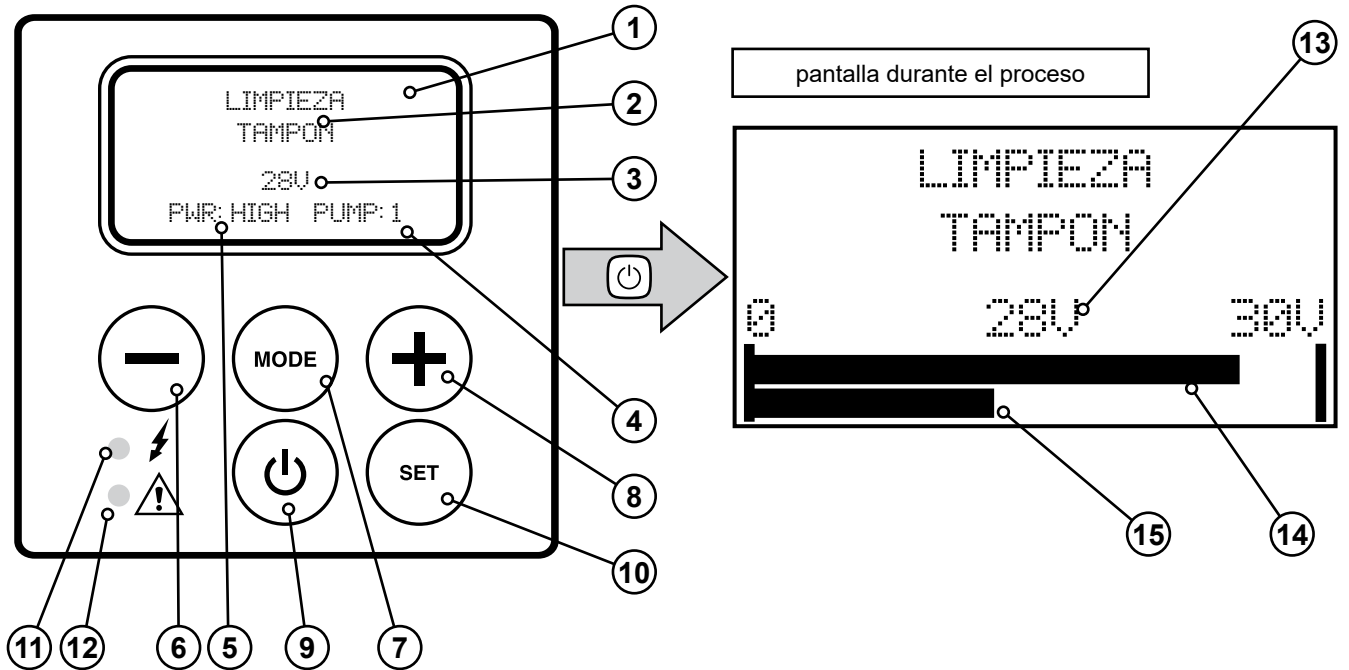 LIMPIEZA
TAMPON
28V
PWR: HIGH PUMP: 1
MODE
SET
1
2
3
4
8
10
11
12
6
5
9
7
pantalla durante el proceso
13
LIMPIEZA
TAMPON
0 28V 30V
15
14